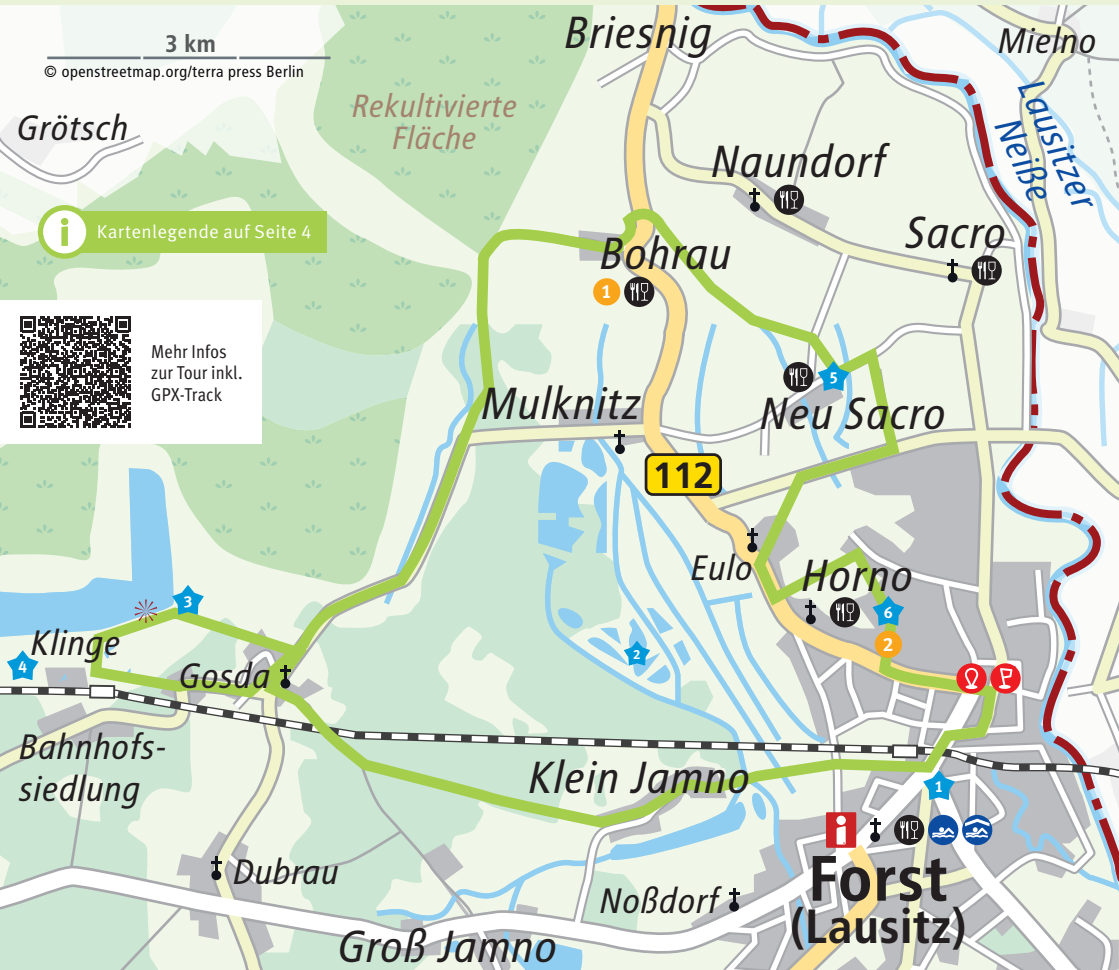 Briesnig
Mielno
3 km
© openstreetmap.org/terra press Berlin
Lausitzer
Neiße
Rekultivierte
Fläche
Grötsch
Naundorf
i Kartenlegende auf Seite 4
Sacro
Bohrau
1
Mehr Infos
zur Tour inkl.
GPX-Track
5
Mulknitz
Neu Sacro
112
Eulo
Horno
3
6
Klinge
2
2
4
Gosda
Bahnhofs-
siedlung
Klein Jamno
1
i
Dubrau
Forst
(Lausitz)
Noßdorf
Groß Jamno